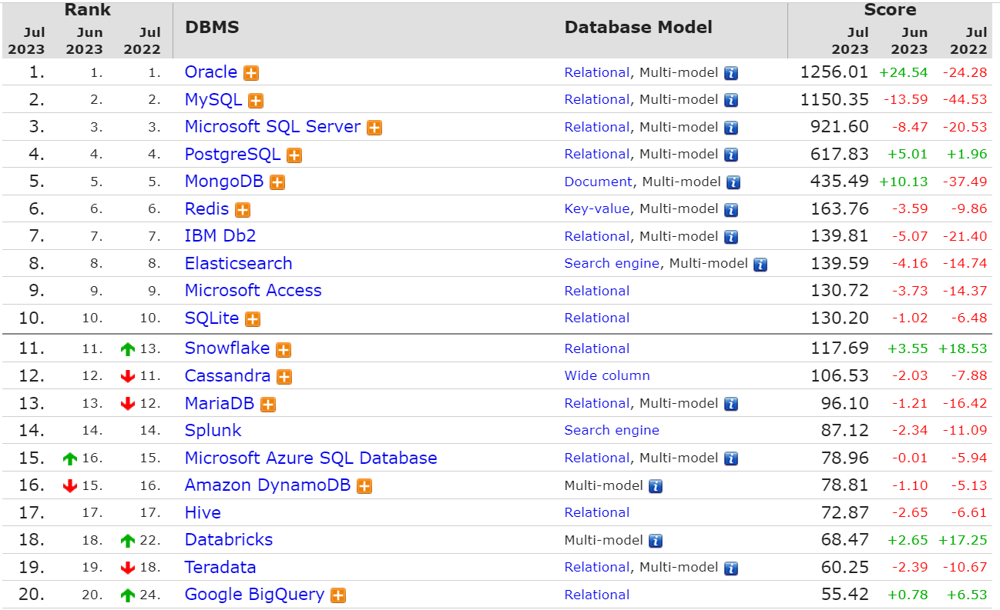 Rank Score
Jul Jun Jul DBMS Database Model Jul Jun Jul
2023 2023 2022 2023 2023 2022
1. 1. 1. Oracle Relational, Multi-model 1256.01 +24.54 -24.28
2. 2. 2. MySQL Relational, Multi-model 1150.35 -13.59 -44.53
3. 3. 3. Microsoft SQL Server Relational, Multi-model 921.60 -8.47 -20.53
4. 4. 4. PostgreSQL Relational, Multi-model 617.83 +5.01 +1.96
5. 5. 5. MongoDB Document, Multi-model 435.49 +10.13 -37.49
6. 6. 6. Redis Key-value, Multi-model 163.76 -3.59 -9.86
7. 7. 7. IBM Db2 Relational, Multi-model 139.81 -5.07 -21.40
8. 8. 8. Elasticsearch Search engine, Multi-model 139.59 -4.16 -14.74
9. 9. 9. Microsoft Access Relational 130.72 -3.73 -14.37
10. 10. 10. SQLite Relational 130.20 -1.02 -6.48
11. 11. 13. Snowflake Relational 117.69 +3.55 +18.53
12. 12. 11. Cassandra Wide column 106.53 -2.03 -7.88
13. 13. 12. MariaDB Relational, Multi-model 96.10 -1.21 -16.42
14. 14. 14. Splunk Search engine 87.12 -2.34 -11.09
15. 16. 15. Microsoft Azure SQL Database Relational, Multi-model 78.96 -0.01 -5.94
16. 15. 16. Amazon DynamoDB Multi-model 78.81 -1.10 -5.13
17. 17. 17. Hive Relational 72.87 -2.65 -6.61
18. 18. 22. Databricks Multi-model 68.47 +2.65 +17.25
19. 19. 18. Teradata Relational, Multi-model 60.25 -2.39 -10.67
20. 20. 24. Google BigQuery Relational 55.42 +0.78 +6.53